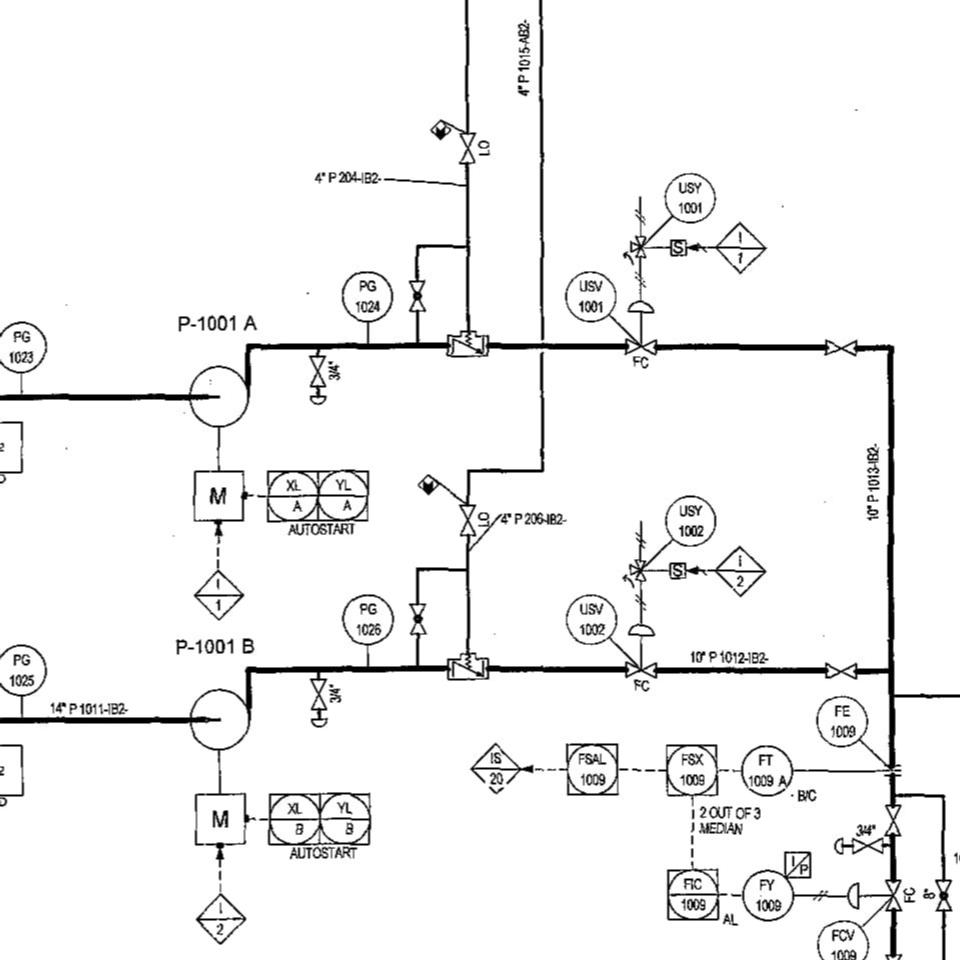 4" P 1015-AB2-
LO
4" P 204-IB2-
USY
1001
S
I
1
PG
1024
USV
1001
P-1001 A
PG
1023
3/4"
FC
2
M
XL
A
YL
A
AUTOSTART
LO
4" P 206-IB2-
10" P 1013-IB2-
USY
1002
S
I
2
I
1
PG
1026
USV
1002
P-1001 B
PG
1025
3/4"
FC
10" P 1012-IB2-
14" P 1011-IB2-
FE
1009
2
IS
20
FSAL
1009
FSX
1009
FT
1009 A
B/C
M
XL
B
YL
B
AUTOSTART
2 OUT OF 3
MEDIAN
3/4"
I/P
FIC
1009
AL
FY
1009
FC
8"
I
2
FCV
1009